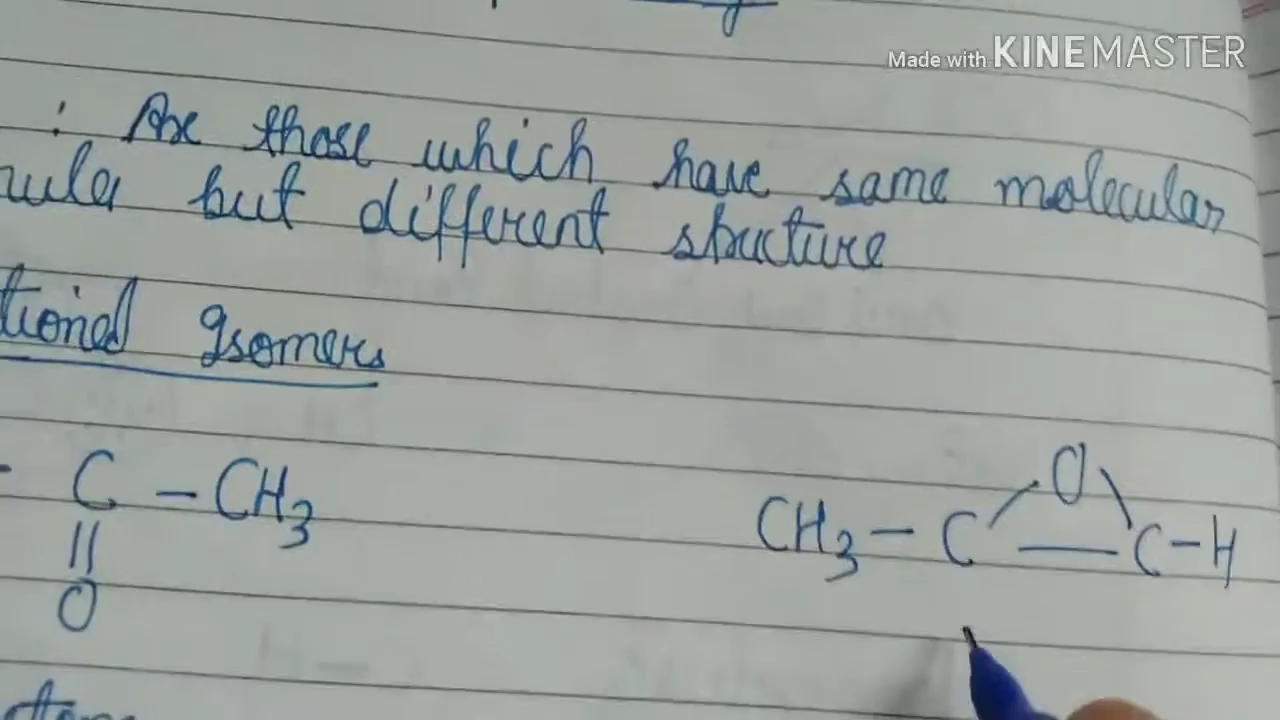 Made with KINEMASTER
: Are those which have same molecular
but different structure
Isomers
- C - CH3
||
O
O
CH3 - C — C - H